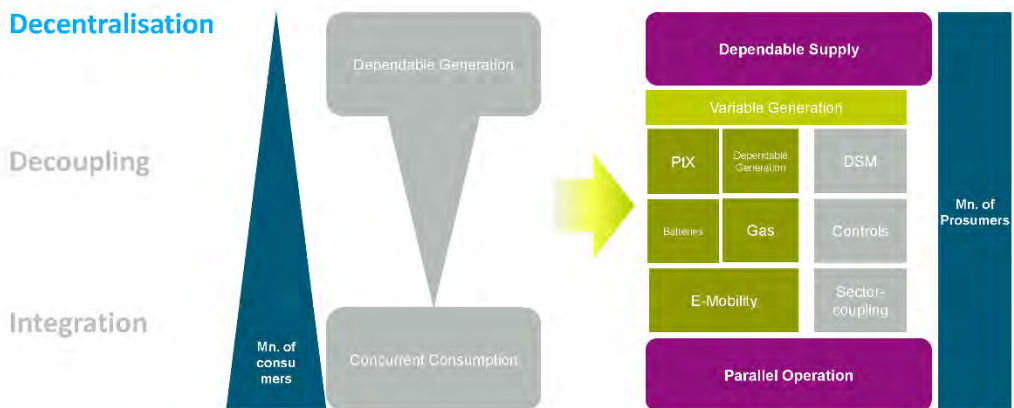 Decentralisation
Decoupling
Integration
Mn. of
consu
mers
Dependable Generation
Concurrent Consumption
Dependable Supply
Variable Generation
PtX
Dependable
Generation
DSM
Batteries
Gas
Controls
E-Mobility
Sector-
coupling
Parallel Operation
Mn. of
Prosumers